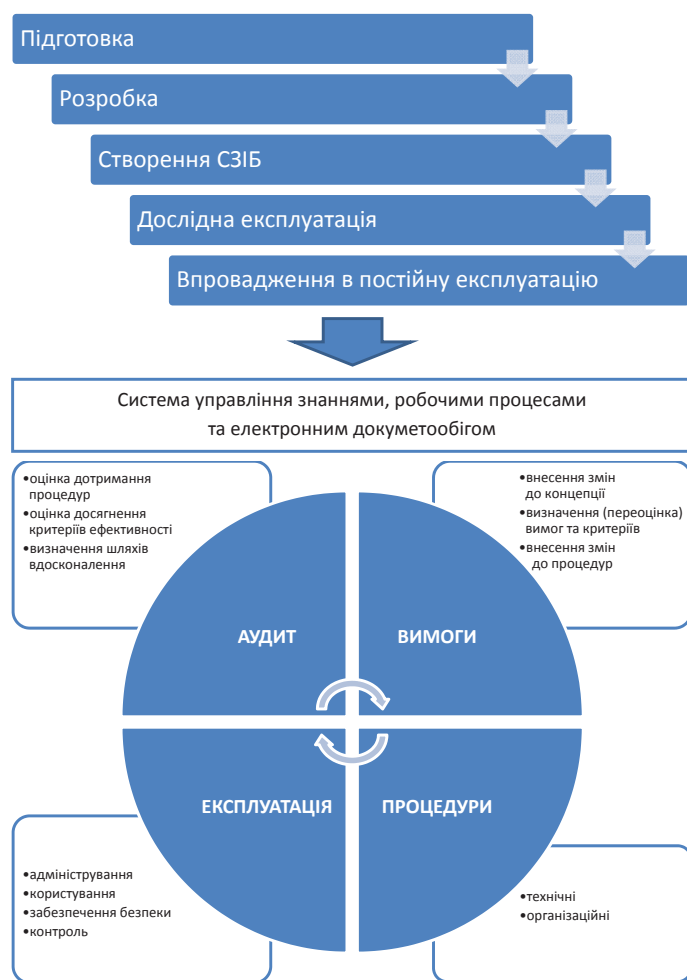 Підготовка
Розробка
Створення СЗІБ
Дослідна експлуатація
Впровадження в постійну експлуатацію
Система управління знаннями, робочими процесами
та електронним докуметообігом
•оцінка дотримання
процедур
•оцінка досягнення
критеріїв ефективності
•визначення шляхів
вдосконалення
•внесення змін
до концепції
•визначення (переоцінка)
вимог та критеріїв
•внесення змін
до процедур
АУДИТ
ВИМОГИ
ЕКСПЛУАТАЦІЯ
ПРОЦЕДУРИ
•адміністрування
•користування
•забезпечення безпеки
•контроль
•технічні
•організаційні